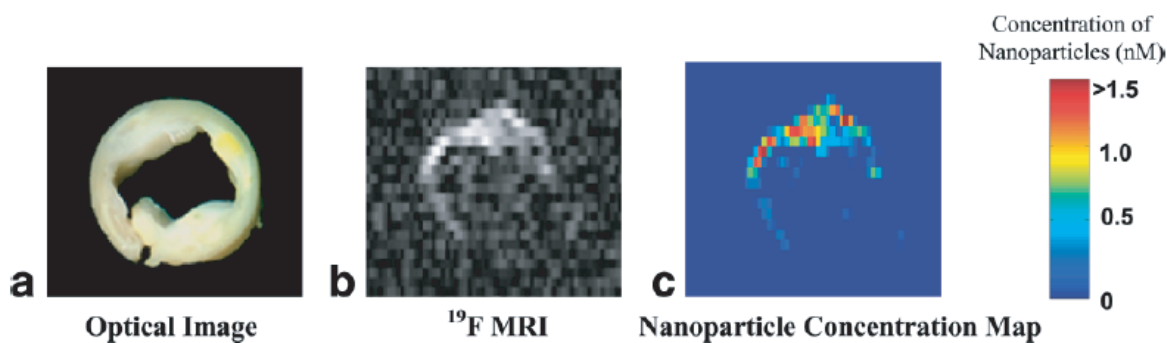 Concentration of
Nanoparticles (nM)
>1.5
1.0
0.5
0
a
b
c
Optical Image
¹⁹F MRI
Nanoparticle Concentration Map